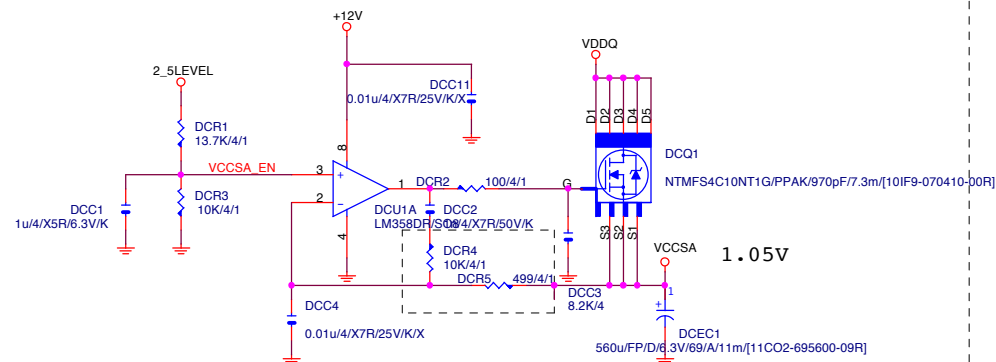 +12V
2_5LEVEL
VDDQ
DCC11
0.01u/4/X7R/25V/K/X
D1
D2
D3
D4
D5
DCR1
13.7K/4/1
8
DCQ1
VCCSA_EN
3
+
1
DCR2
100/4/1
G
NTMFS4C10NT1G/PPAK/970pF/7.3m/[10IF9-070410-00R]
DCR3
10K/4/1
2
−
DCC1
1u/4/X5R/6.3V/K
DCU1A
LM358DR/SO8
DCC2
/4/X7R/50V/K
4
S3
S2
S1
VCCSA
1.05V
DCR4
10K/4/1
DCR5
499/4/1
DCC4
0.01u/4/X7R/25V/K/X
DCC3
8.2K/4
1
+
DCEC1
560u/FP/D/6.3V/69/A/11m/[11CO2-695600-09R]